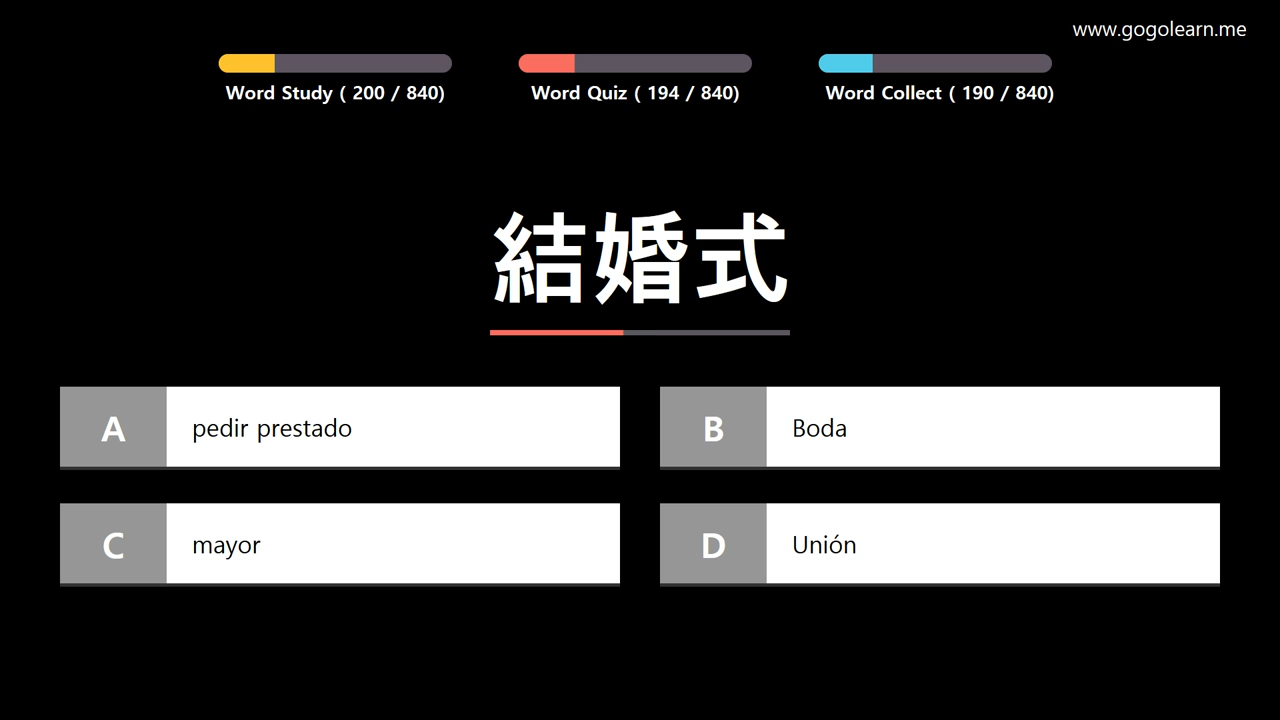 www.gogolearn.me
Word Study ( 200 / 840)
Word Quiz ( 194 / 840)
Word Collect ( 190 / 840)
結婚式
A pedir prestado
B Boda
C mayor
D Unión